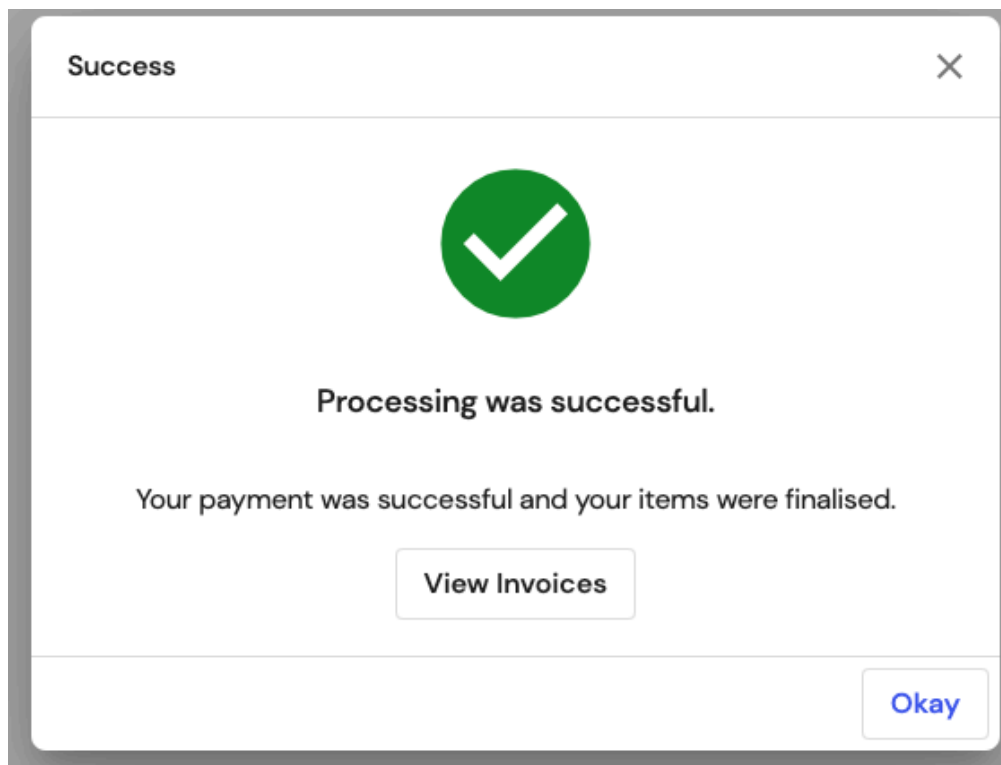 Success
Processing was successful.
Your payment was successful and your items were finalised.
View Invoices
Okay